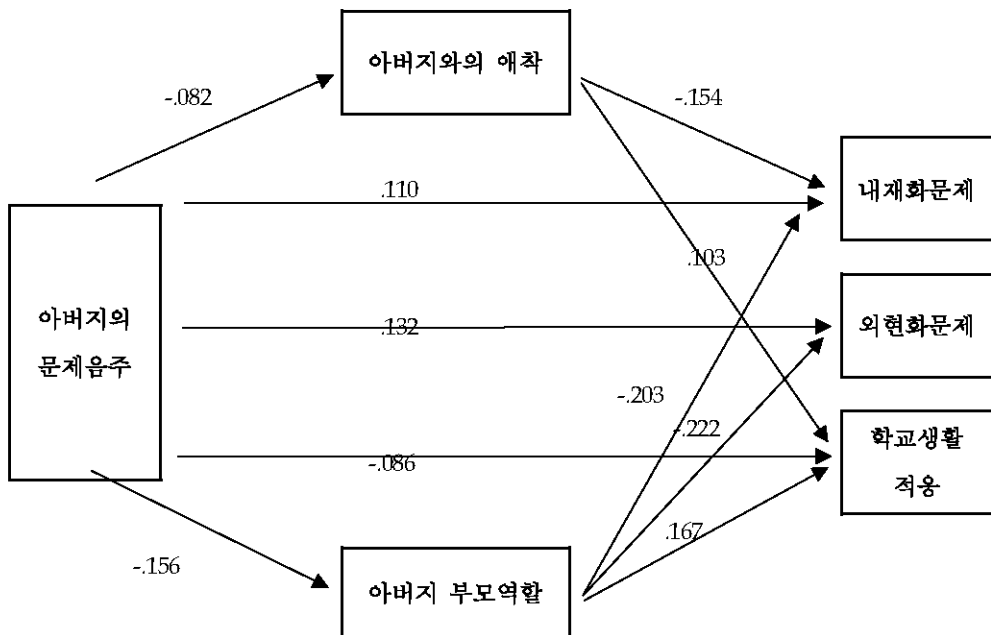 아버지와의 애착
-.082
-.154
내재화문제
.110
.103
아버지의
문제음주
.132
외현화문제
-.203
-.222
학교생활
적응
-.086
.167
-.156
아버지 부모역할